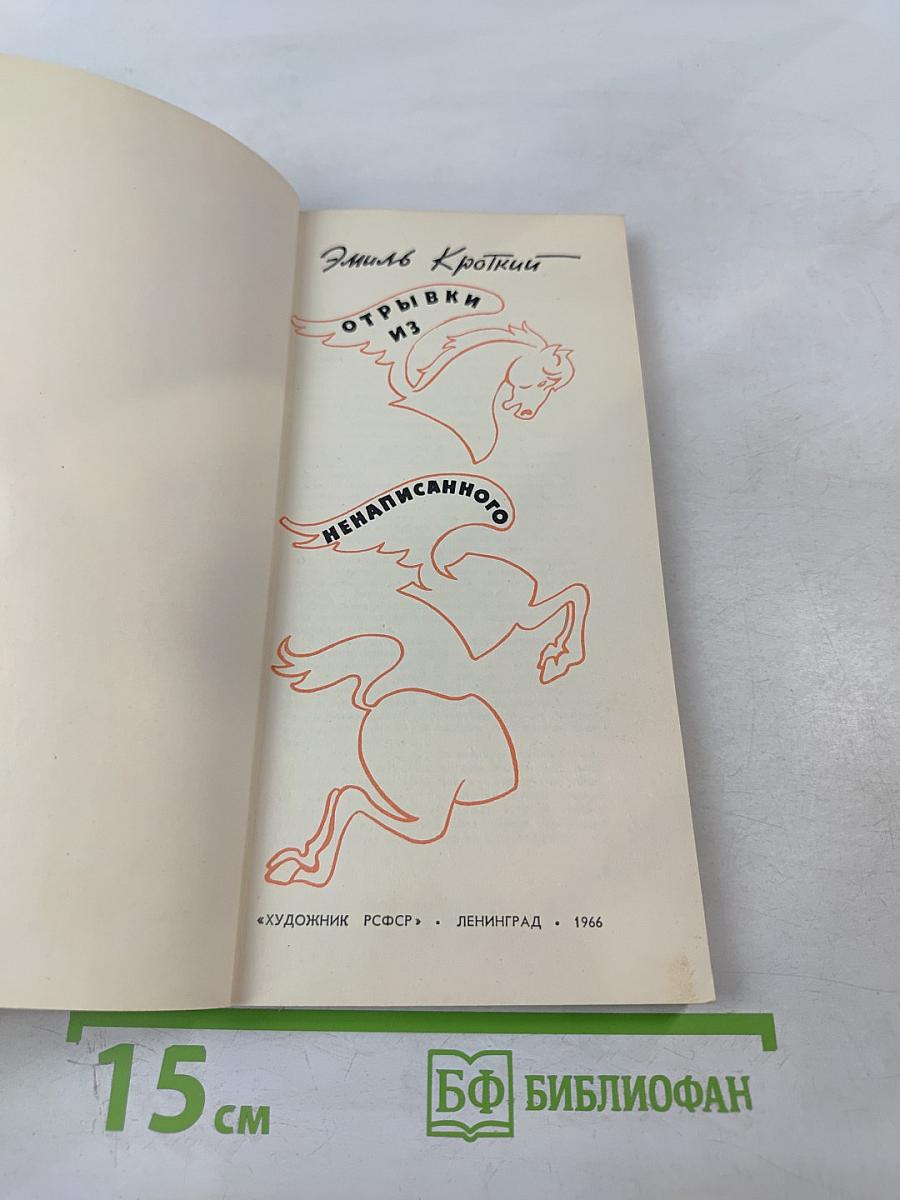 Эмиль Кроткий
ОТРЫВКИ
ИЗ
НЕНАПИСАННОГО
«ХУДОЖНИК РСФСР» • ЛЕНИНГРАД • 1966
15 см
БФ БИБЛИОФАН